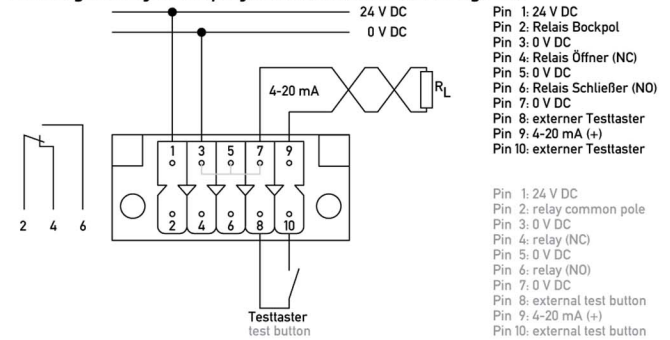 24 V DC
0 V DC
4-20 mA
RL
1 3 5 7 9
2 4 6 8 10
2 4 6
Testtaster
test button
Pin 1: 24 V DC
Pin 2: Relais Bockpol
Pin 3: 0 V DC
Pin 4: Relais Öffner (NC)
Pin 5: 0 V DC
Pin 6: Relais Schließer (NO)
Pin 7: 0 V DC
Pin 8: externer Testtaster
Pin 9: 4-20 mA (+)
Pin 10: externer Testtaster
Pin 1: 24 V DC
Pin 2: relay common pole
Pin 3: 0 V DC
Pin 4: relay (NC)
Pin 5: 0 V DC
Pin 6: relay (NO)
Pin 7: 0 V DC
Pin 8: external test button
Pin 9: 4-20 mA (+)
Pin 10: external test button